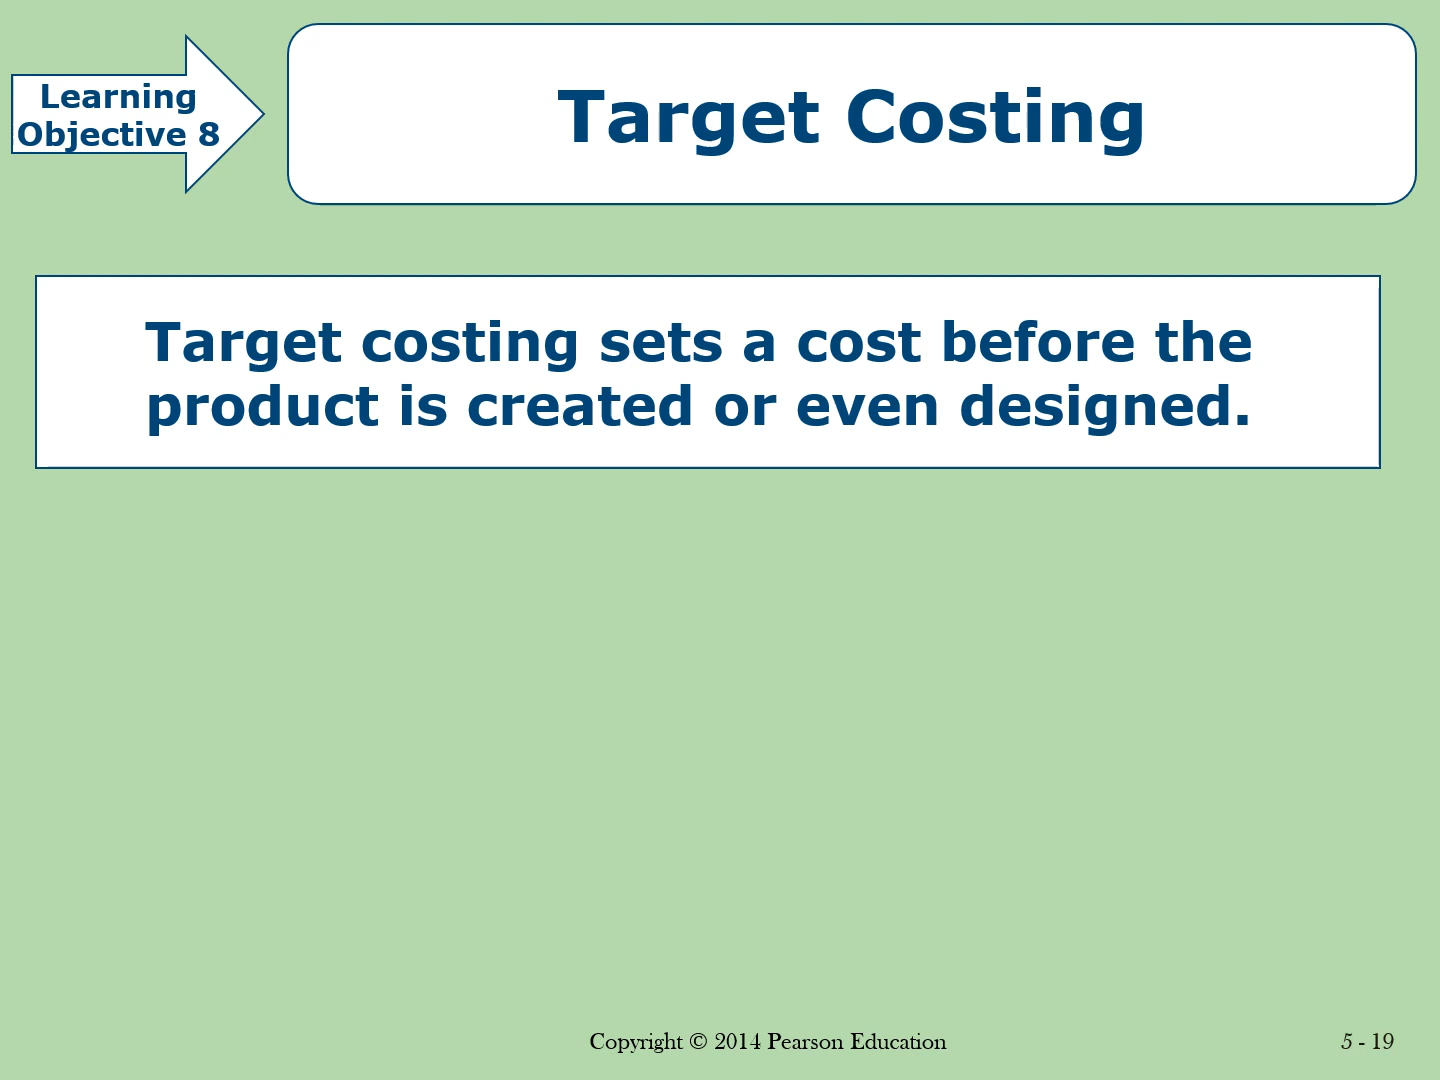 Learning
Objective 8
Target Costing
Target costing sets a cost before the
product is created or even designed.
Copyright © 2014 Pearson Education
5 - 19